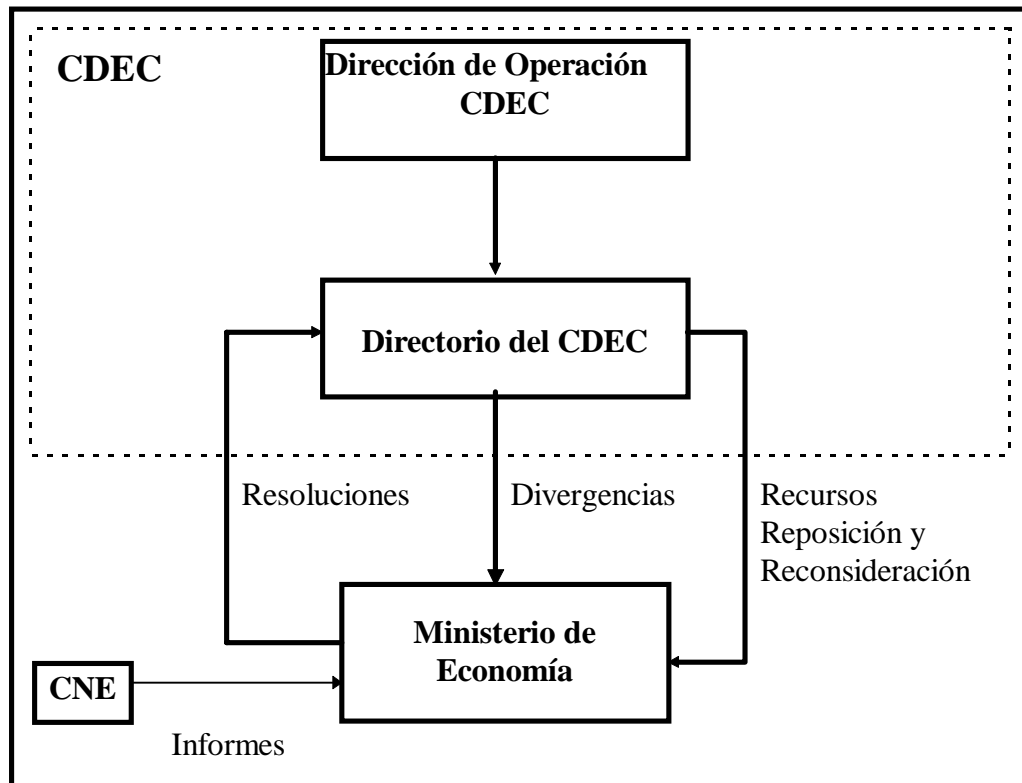 CDEC
Dirección de Operación
CDEC
Directorio del CDEC
Resoluciones
Divergencias
Recursos
Reposición y
Reconsideración
Ministerio de
Economía
CNE
Informes